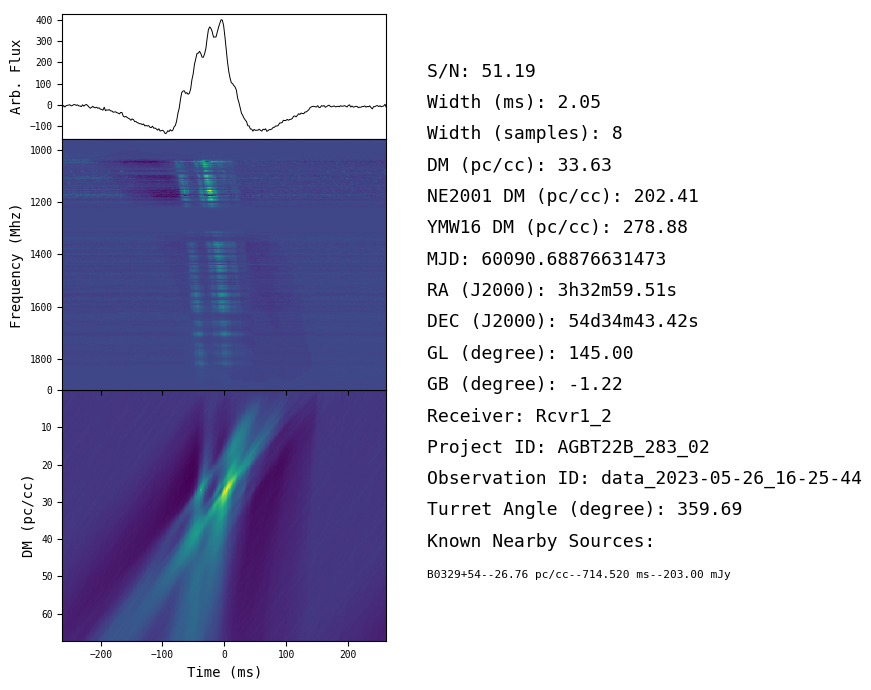 400
300
200
100
0
−100
Arb. Flux
1000
1200
1400
1600
1800
Frequency (Mhz)
0
10
20
30
40
50
60
DM (pc/cc)
−200
−100
0
100
200
Time (ms)
S/N: 51.19
Width (ms): 2.05
Width (samples): 8
DM (pc/cc): 33.63
NE2001 DM (pc/cc): 202.41
YMW16 DM (pc/cc): 278.88
MJD: 60090.68876631473
RA (J2000): 3h32m59.51s
DEC (J2000): 54d34m43.42s
GL (degree): 145.00
GB (degree): -1.22
Receiver: Rcvr1_2
Project ID: AGBT22B_283_02
Observation ID: data_2023-05-26_16-25-44
Turret Angle (degree): 359.69
Known Nearby Sources:
B0329+54--26.76 pc/cc--714.520 ms--203.00 mJy